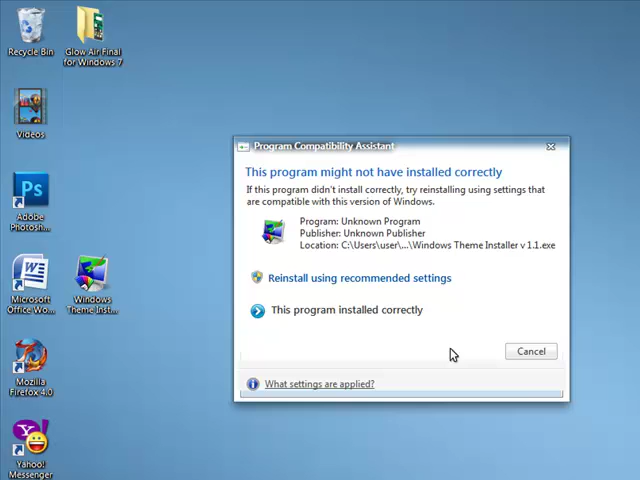 Recycle Bin
Glow Air Final
for Windows 7
Videos
Ps
Adobe
Photosh...
Microsoft
Office Wo...
Windows
Theme Inst...
Mozilla
Firefox 4.0
Yahoo!
Messenger
Program Compatibility Assistant
This program might not have installed correctly
If this program didn't install correctly, try reinstalling using settings that
are compatible with this version of Windows.
Program: Unknown Program
Publisher: Unknown Publisher
Location: C:\Users\user\...\Windows Theme Installer v 1.1.exe
Reinstall using recommended settings
This program installed correctly
Cancel
What settings are applied?